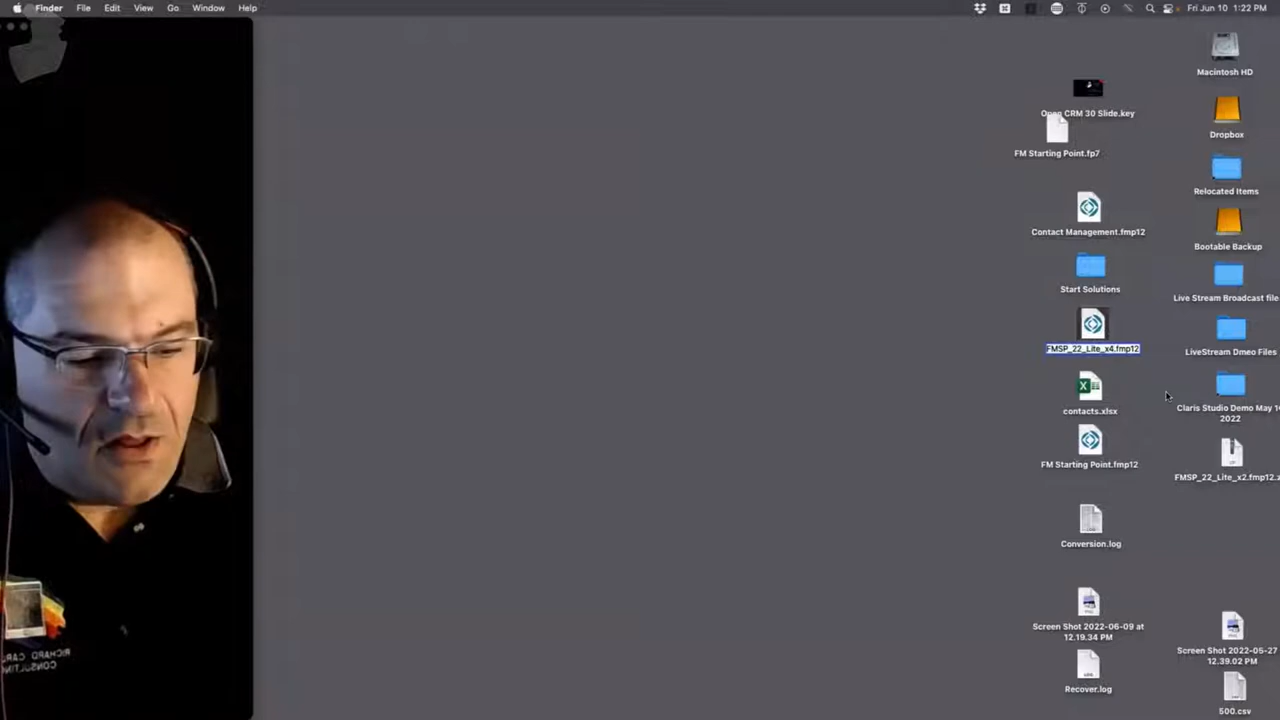 Finder File Edit View Go Window Help
Fri Jun 10 1:22 PM
Macintosh HD
Open CRM 30 Slide.key
Dropbox
FM Starting Point.fp7
Relocated Items
Contact Management.fmp12
Bootable Backup
Start Solutions
Live Stream Broadcast file
FMSP_22_Lite_x4.fmp12
LiveStream Dmeo Files
contacts.xlsx
Claris Studio Demo May 1
2022
FM Starting Point.fmp12
FMSP_22_Lite_x2.fmp12.z
Conversion.log
Screen Shot 2022-06-09 at
12.19.34 PM
Screen Shot 2022-05-27
12.39.02 PM
Recover.log
500.csv
RICHARD CAR
CONSULTIN